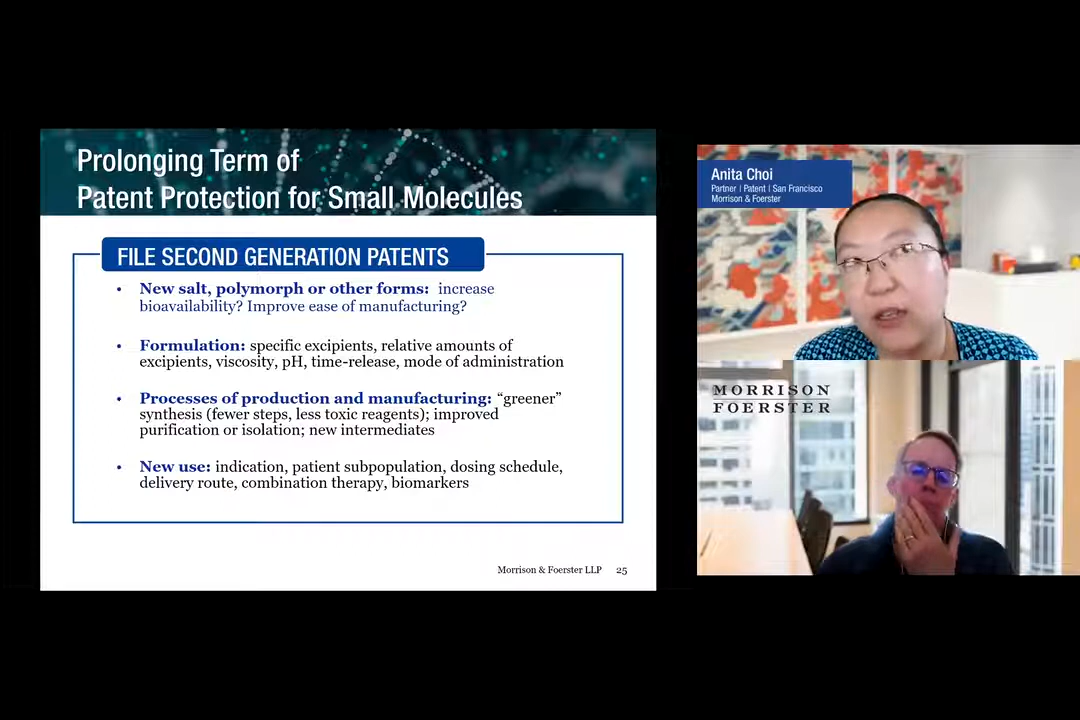 Prolonging Term of
Patent Protection for Small Molecules
FILE SECOND GENERATION PATENTS
• New salt, polymorph or other forms: increase
bioavailability? Improve ease of manufacturing?
• Formulation: specific excipients, relative amounts of
excipients, viscosity, pH, time-release, mode of administration
• Processes of production and manufacturing: “greener”
synthesis (fewer steps, less toxic reagents); improved
purification or isolation; new intermediates
• New use: indication, patient subpopulation, dosing schedule,
delivery route, combination therapy, biomarkers
Morrison & Foerster LLP 25
Anita Choi
Partner | Patent | San Francisco
Morrison & Foerster
MORRISON
FOERSTER